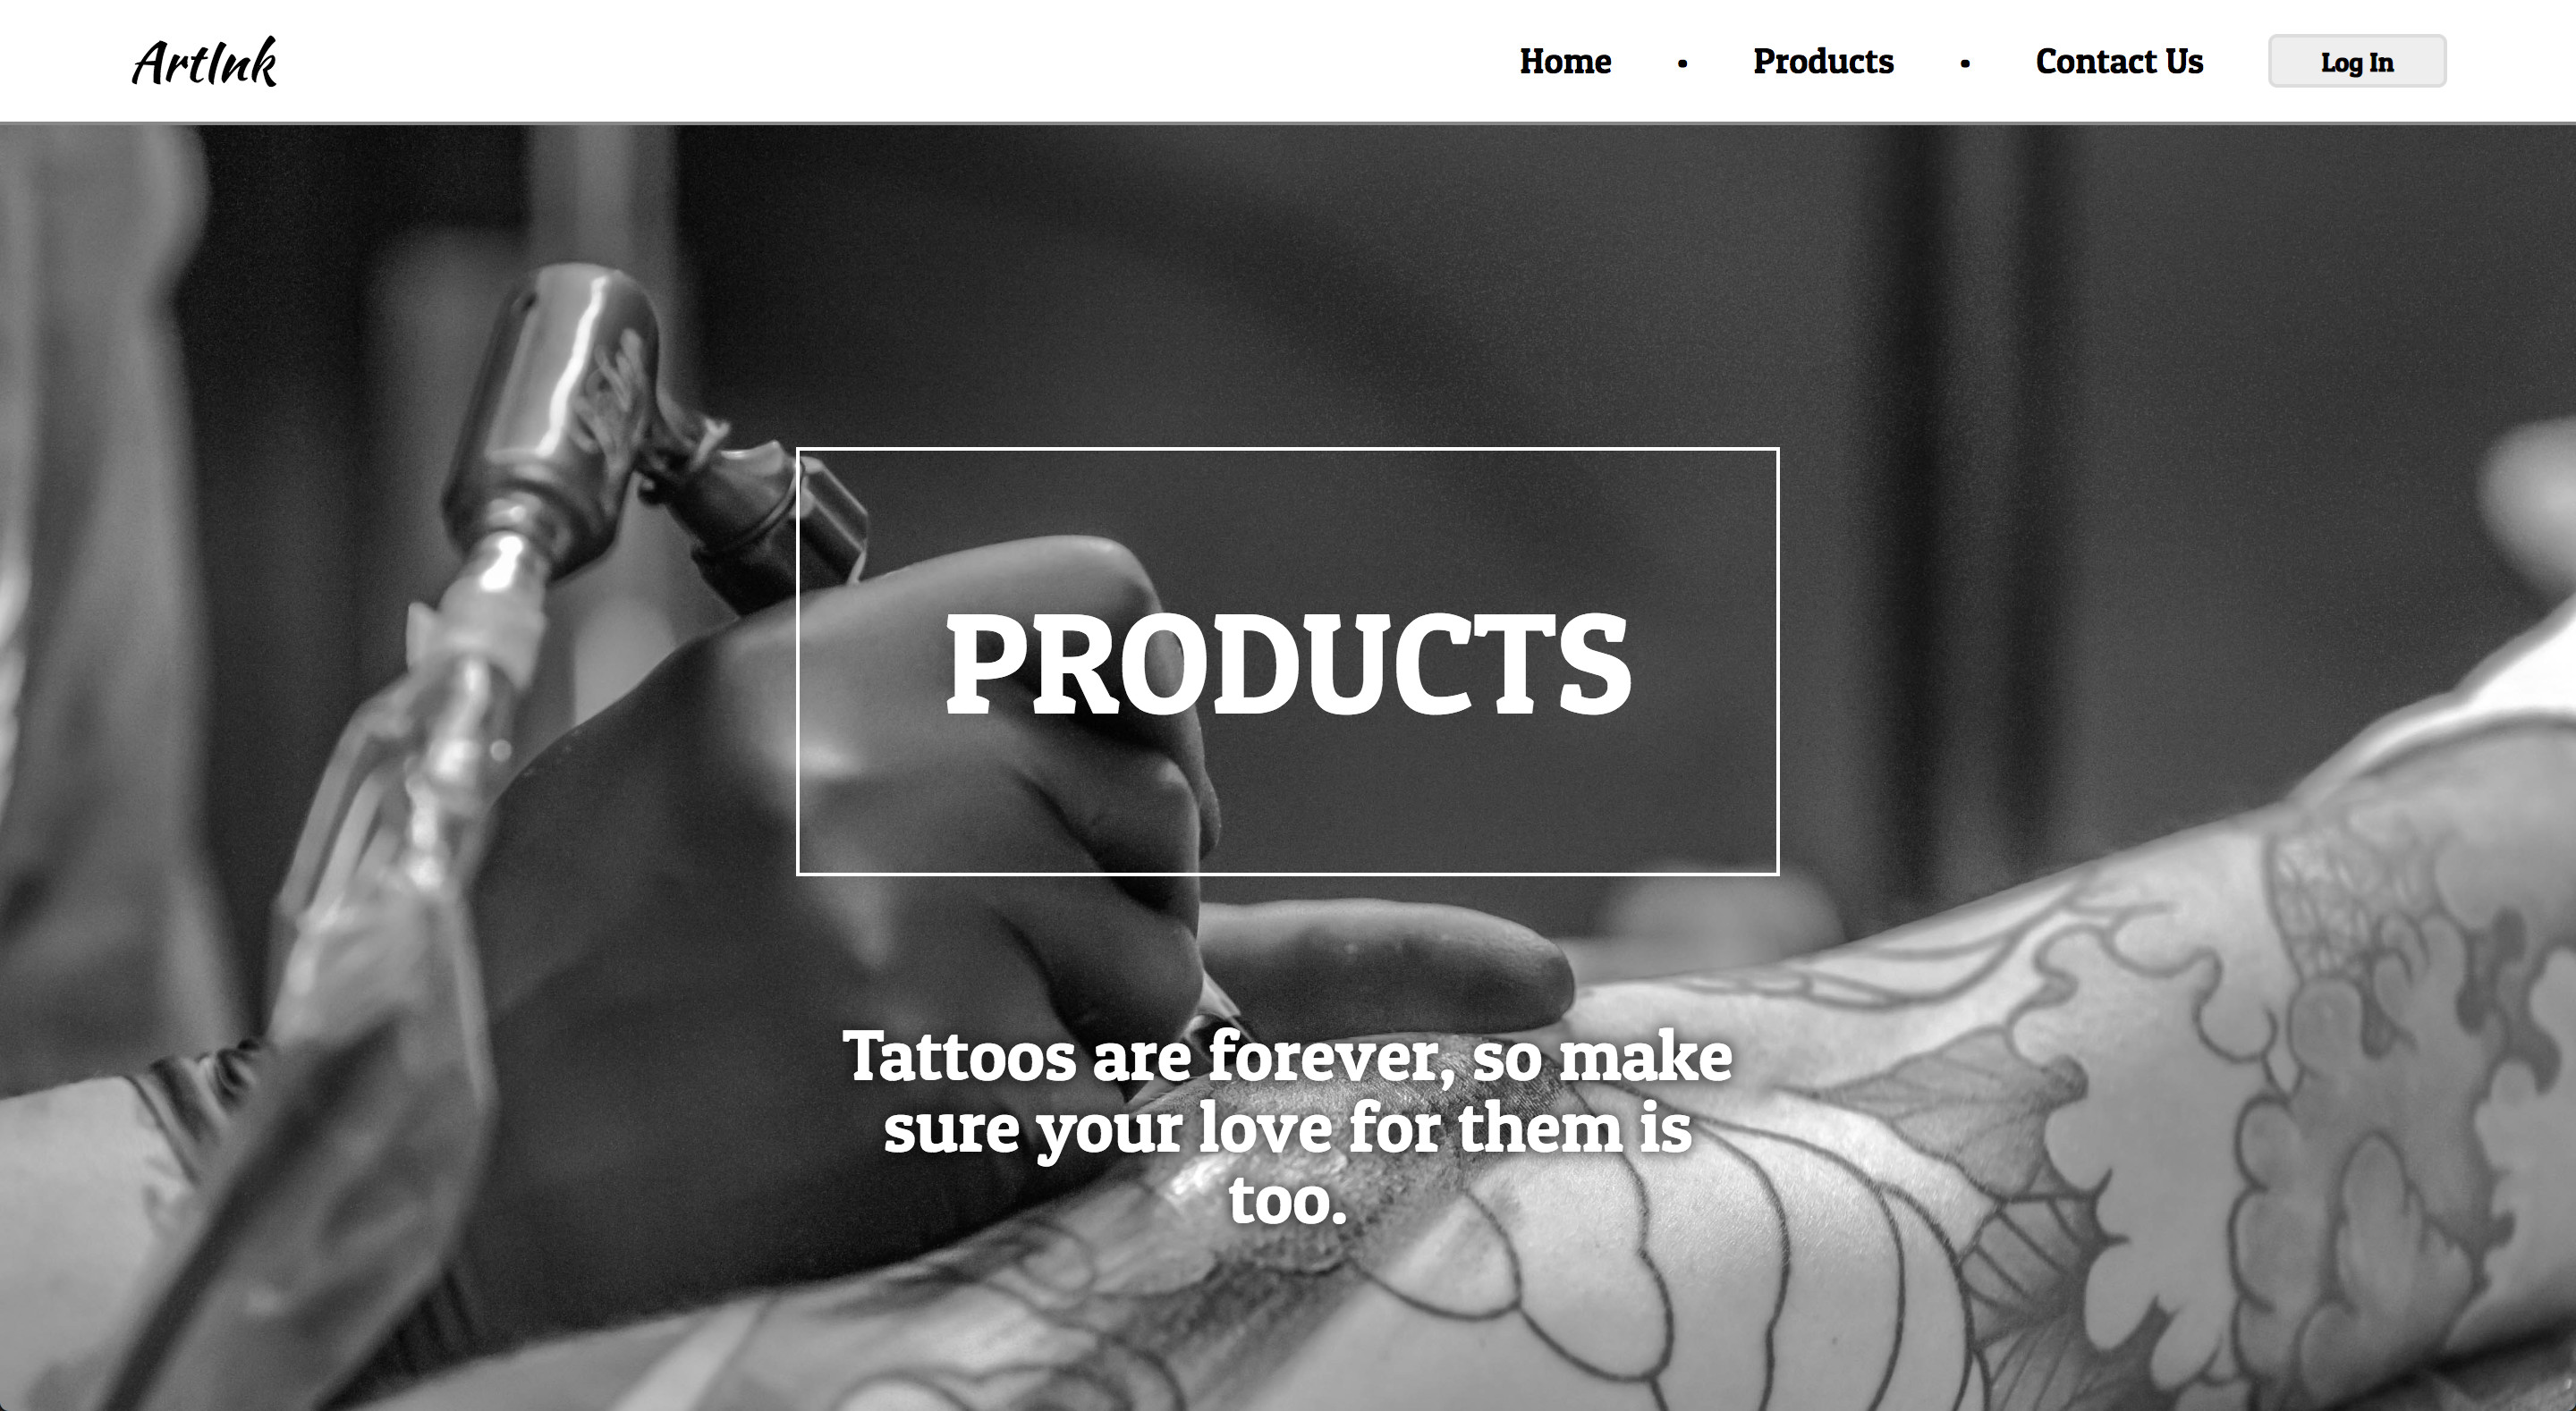 ArtInk
Home • Products • Contact Us Log In
PRODUCTS
Tattoos are forever, so make
sure your love for them is
too.